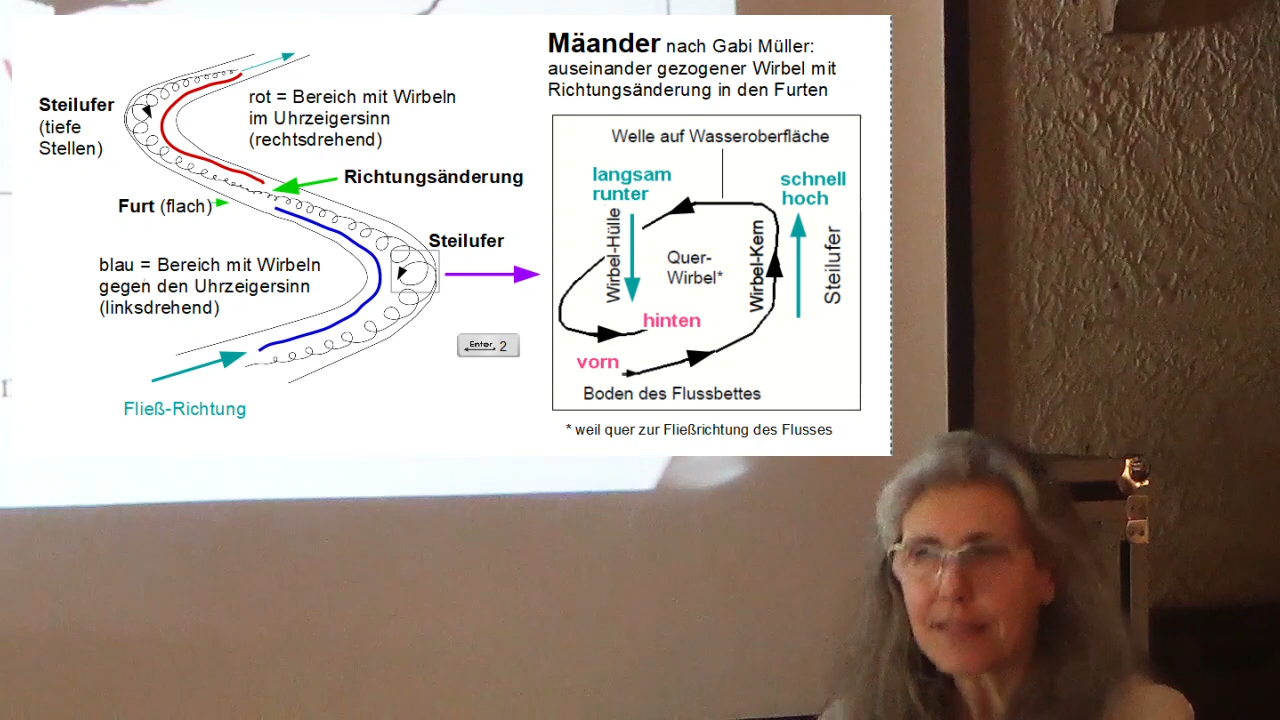 Mäander nach Gabi Müller:
auseinander gezogener Wirbel mit
Richtungsänderung in den Furten
Steilufer
(tiefe
Stellen)
rot = Bereich mit Wirbeln
im Uhrzeigersinn
(rechtsdrehend)
Richtungsänderung
Furt (flach)
Steilufer
blau = Bereich mit Wirbeln
gegen den Uhrzeigersinn
(linksdrehend)
Enter 2
Fließ-Richtung
Welle auf Wasseroberfläche
langsam
runter
schnell
hoch
Wirbel-Hülle
Quer-
Wirbel*
Wirbel-Kern
Steilufer
hinten
vorn
Boden des Flussbettes
* weil quer zur Fließrichtung des Flusses